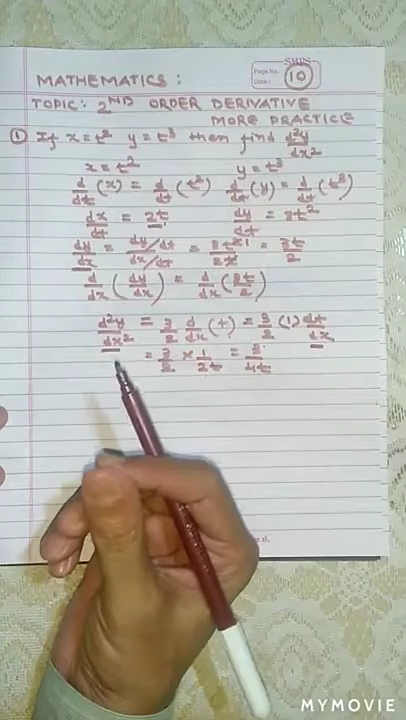 SMPS
Page No. 10
Date :
MATHEMATICS :
TOPIC: 2ND ORDER DERIVATIVE
MORE PRACTICE
① If x = t² y = t³ then find d²y/dx²
x = t² y = t³
d/dt (x) = d/dt (t²) d/dt (y) = d/dt (t³)
dx/dt = 2t dy/dt = 3t²
dy/dx = dy/dt / dx/dt = 3t²/2t = 3t/2
d/dx (dy/dx) = d/dx (3t/2)
d²y/dx² = 3/2 d/dx (t) = 3/2 (1) dt/dx
= 3/2 × 1/2t = 3/4t
MYMOVIE